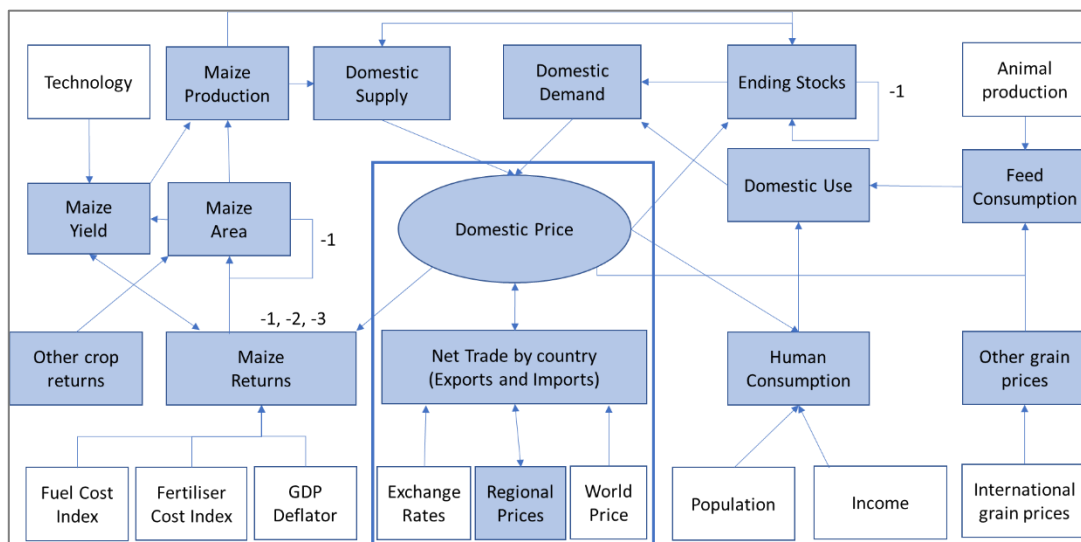 Technology
Maize
Production
Domestic
Supply
Domestic
Demand
Ending Stocks
-1
Animal
production
Maize
Yield
Maize
Area
-1
Domestic Price
Domestic Use
Feed
Consumption
-1, -2, -3
Other crop
returns
Maize
Returns
Net Trade by country
(Exports and Imports)
Human
Consumption
Other grain
prices
Fuel Cost
Index
Fertiliser
Cost Index
GDP
Deflator
Exchange
Rates
Regional
Prices
World
Price
Population
Income
International
grain prices